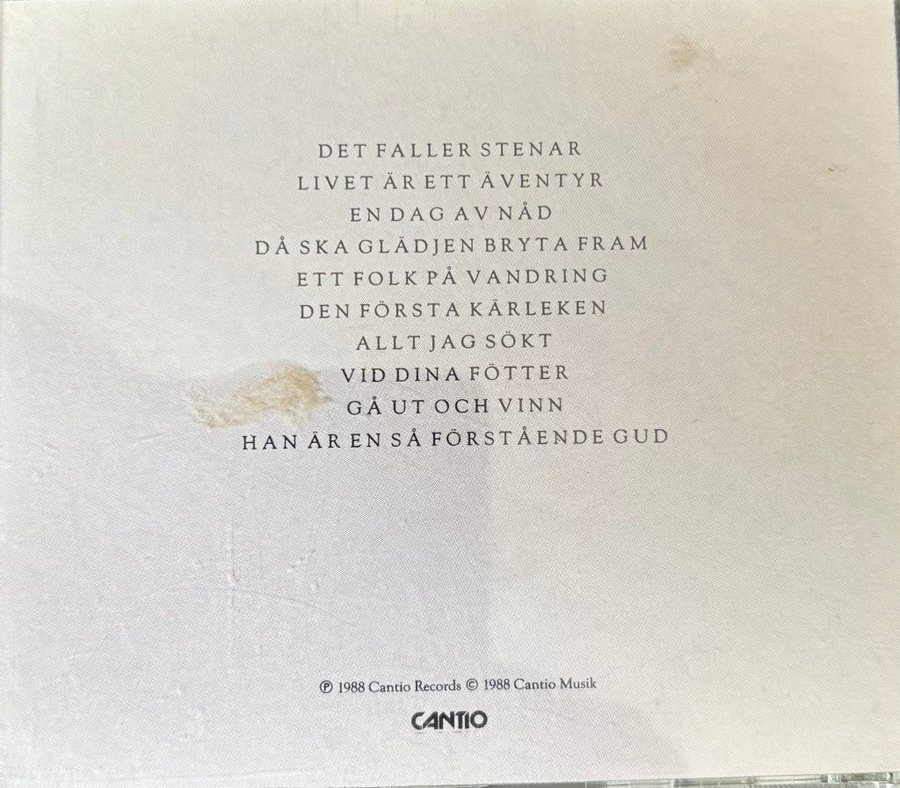 DET FALLER STENAR
LIVET ÄR ETT ÄVENTYR
EN DAG AV NÅD
DÅ SKA GLÄDJEN BRYTA FRAM
ETT FOLK PÅ VANDRING
DEN FÖRSTA KÄRLEKEN
ALLT JAG SÖKT
VID DINA FÖTTER
GÅ UT OCH VINN
HAN ÄR EN SÅ FÖRSTÅENDE GUD
℗ 1988 Cantio Records © 1988 Cantio Musik
CANTIO